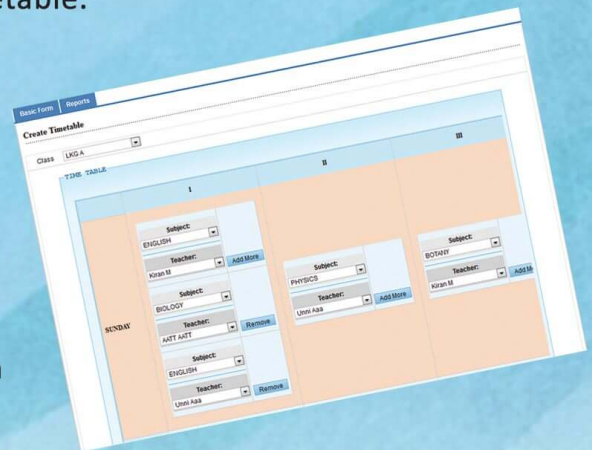 etable.
Basic Form Reports
Create Timetable
Class LKG A
TIME TABLE
I II III
SUNDAY
Subject:
ENGLISH
Teacher:
Kiran M Add More
Subject:
BIOLOGY
Teacher:
AATT AATT Remove
Subject:
ENGLISH
Teacher:
Unni Aaa Remove
Subject:
PHYSICS
Teacher:
Unni Aaa Add More
Subject:
BOTANY
Teacher:
Kiran M Add M